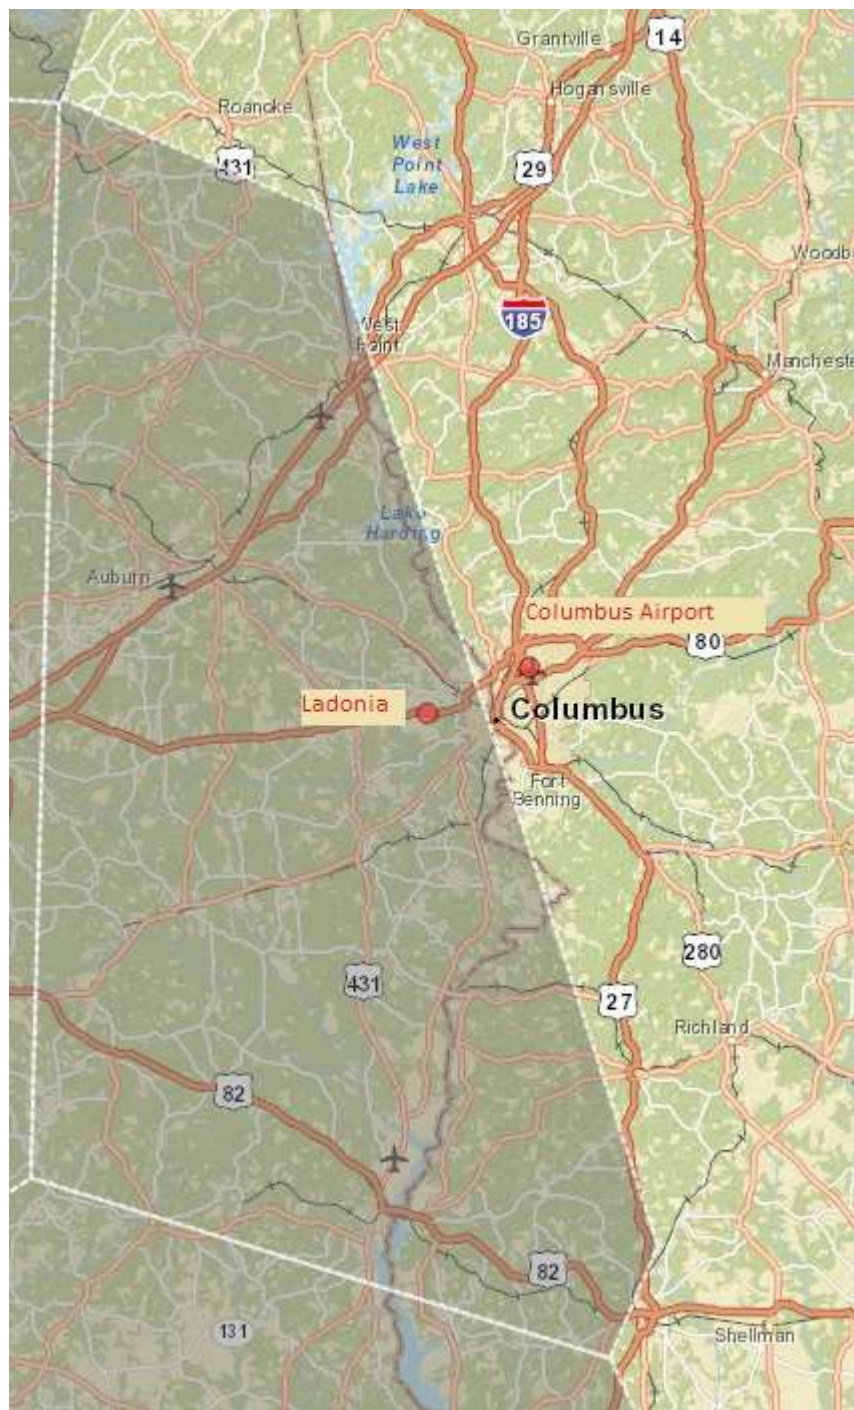 Grantville
14
Hogansville
Roanoke
West
Point
Lake
431
29
Woodb
185
West
Point
Mancheste
Lake
Harding
Auburn
Columbus Airport
80
Ladonia
Columbus
Fort
Benning
280
431
27
Richland
82
82
131
Shellman